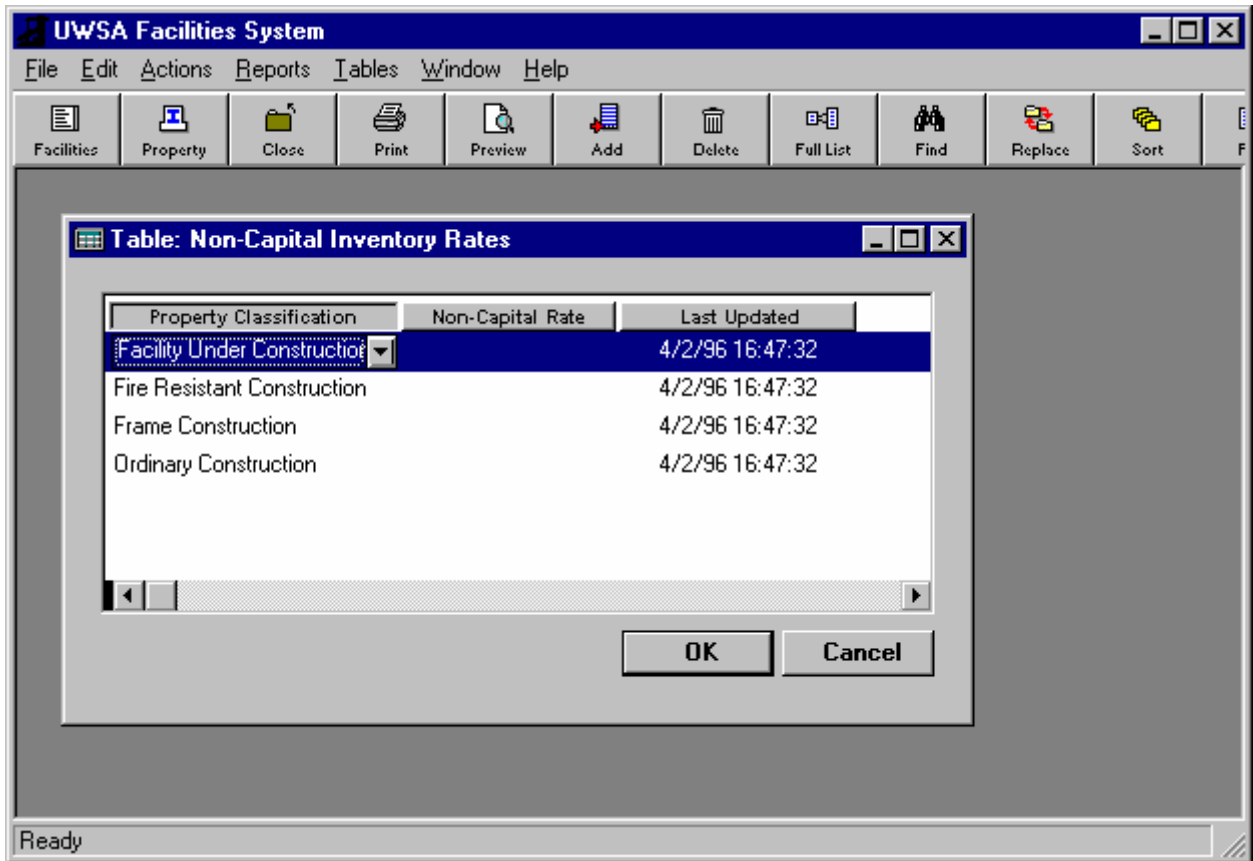 UWSA Facilities System
File Edit Actions Reports Tables Window Help
Facilities Property Close Print Preview Add Delete Full List Find Replace Sort
Table: Non-Capital Inventory Rates
Property Classification Non-Capital Rate Last Updated
Facility Under Construction 4/2/96 16:47:32
Fire Resistant Construction 4/2/96 16:47:32
Frame Construction 4/2/96 16:47:32
Ordinary Construction 4/2/96 16:47:32
OK Cancel
Ready